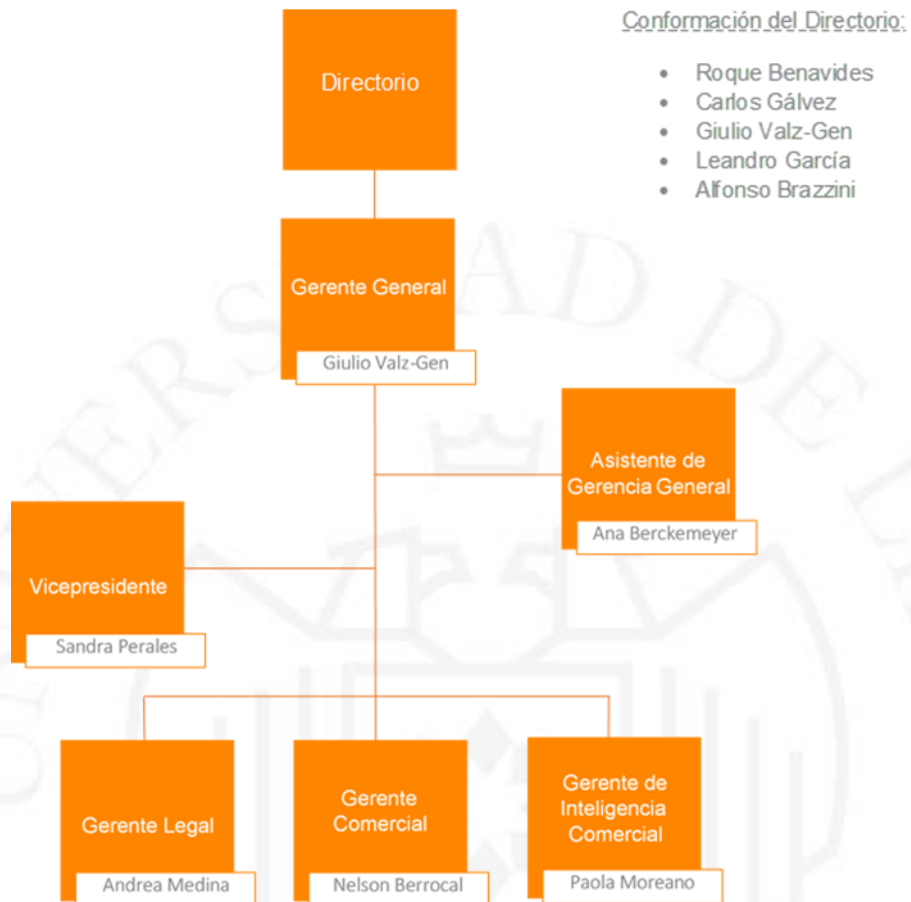 Conformación del Directorio:
• Roque Benavides
• Carlos Gálvez
• Giulio Valz-Gen
• Leandro García
• Alfonso Brazzini
Directorio
Gerente General
Giulio Valz-Gen
Asistente de
Gerencia General
Ana Berckemeyer
Vicepresidente
Sandra Perales
Gerente Legal
Andrea Medina
Gerente
Comercial
Nelson Berrocal
Gerente de
Inteligencia
Comercial
Paola Moreano